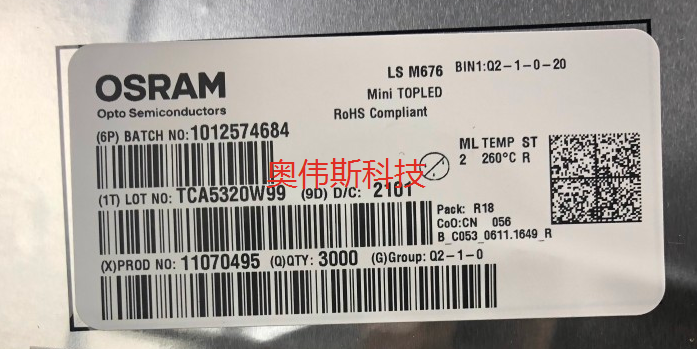 OSRAM
Opto Semiconductors
LS M676 BIN1:Q2-1-0-20
Mini TOPLED
RoHS Compliant
(6P) BATCH NO:1012574684
ML TEMP ST
2 260°C R
奥伟斯科技
(1T) LOT NO: TCA5320W99 (9D) D/C: 2101
Pack: R18
CoO:CN 056
B_C053_0611.1649_R
(X)PROD NO:11070495 (Q)QTY: 3000 (G)Group: Q2-1-0